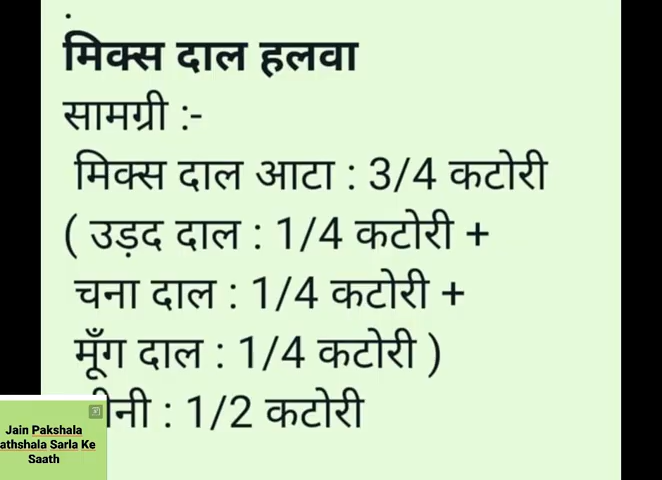 मिक्स दाल हलवा
सामग्री :-
मिक्स दाल आटा : 3/4 कटोरी
( उड़द दाल : 1/4 कटोरी +
चना दाल : 1/4 कटोरी +
मूँग दाल : 1/4 कटोरी )
: 1/2 कटोरी
Jain Pakshala
Sarla Ke
Saath